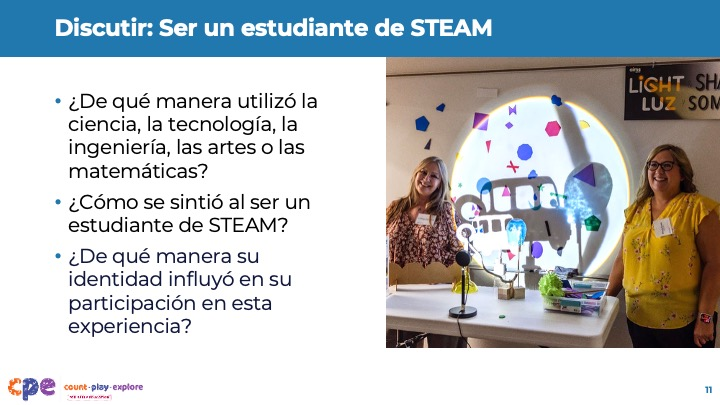 Discutir: Ser un estudiante de STEAM
• ¿De qué manera utilizó la
ciencia, la tecnología, la
ingeniería, las artes o las
matemáticas?
• ¿Cómo se sintió al ser un
estudiante de STEAM?
• ¿De qué manera su
identidad influyó en su
participación en esta
experiencia?
LiGHT SHA
LUZ SOM
cpe count·play·explore
11